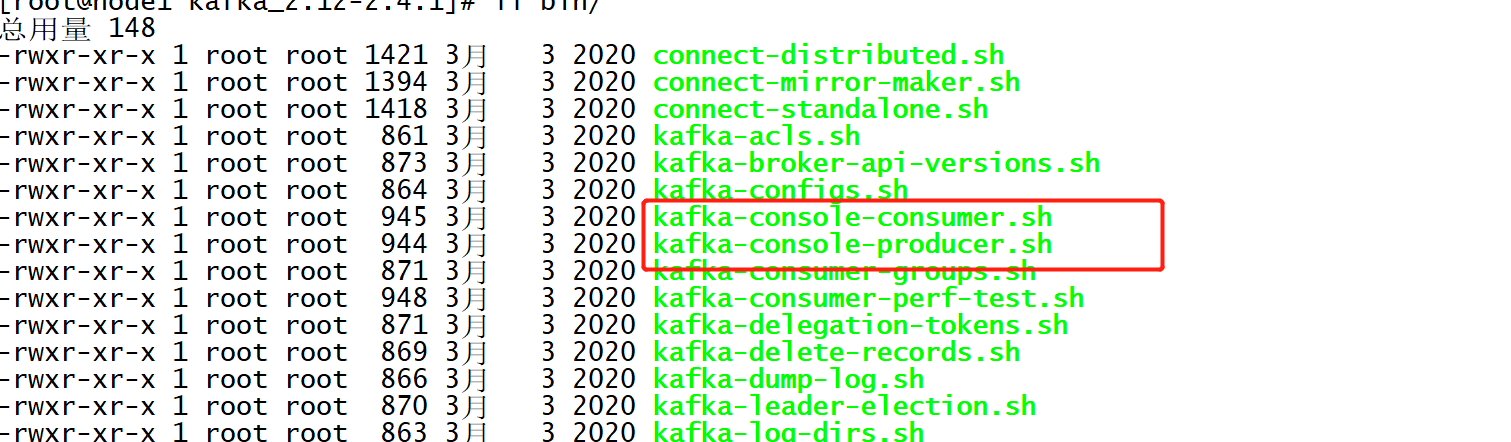 [root@node1 kafka_2.12-2.4.1]# ll bin/
总用量 148
-rwxr-xr-x 1 root root 1421 3月 3 2020 connect-distributed.sh
-rwxr-xr-x 1 root root 1394 3月 3 2020 connect-mirror-maker.sh
-rwxr-xr-x 1 root root 1418 3月 3 2020 connect-standalone.sh
-rwxr-xr-x 1 root root 861 3月 3 2020 kafka-acls.sh
-rwxr-xr-x 1 root root 873 3月 3 2020 kafka-broker-api-versions.sh
-rwxr-xr-x 1 root root 864 3月 3 2020 kafka-configs.sh
-rwxr-xr-x 1 root root 945 3月 3 2020 kafka-console-consumer.sh
-rwxr-xr-x 1 root root 944 3月 3 2020 kafka-console-producer.sh
-rwxr-xr-x 1 root root 871 3月 3 2020 kafka-consumer-groups.sh
-rwxr-xr-x 1 root root 948 3月 3 2020 kafka-consumer-perf-test.sh
-rwxr-xr-x 1 root root 871 3月 3 2020 kafka-delegation-tokens.sh
-rwxr-xr-x 1 root root 869 3月 3 2020 kafka-delete-records.sh
-rwxr-xr-x 1 root root 866 3月 3 2020 kafka-dump-log.sh
-rwxr-xr-x 1 root root 870 3月 3 2020 kafka-leader-election.sh
-rwxr-xr-x 1 root root 863 3月 3 2020 kafka-log-dirs.sh